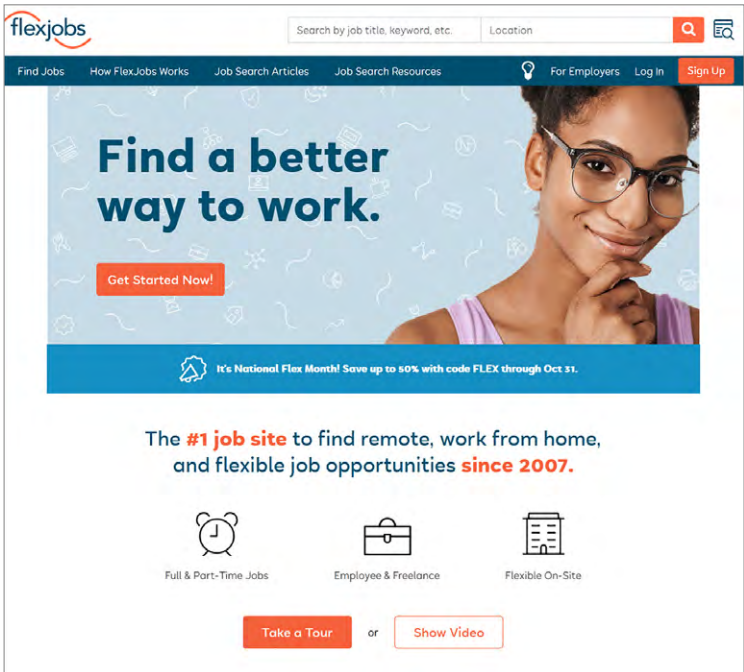 flexjobs
Search by job title, keyword, etc.
Location
Find Jobs
How FlexJobs Works
Job Search Articles
Job Search Resources
For Employers
Log In
Sign Up
Find a better
way to work.
Get Started Now!
It's National Flex Month! Save up to 50% with code FLEX through Oct 31.
The #1 job site to find remote, work from home,
and flexible job opportunities since 2007.
Full & Part-Time Jobs
Employee & Freelance
Flexible On-Site
Take a Tour
or
Show Video